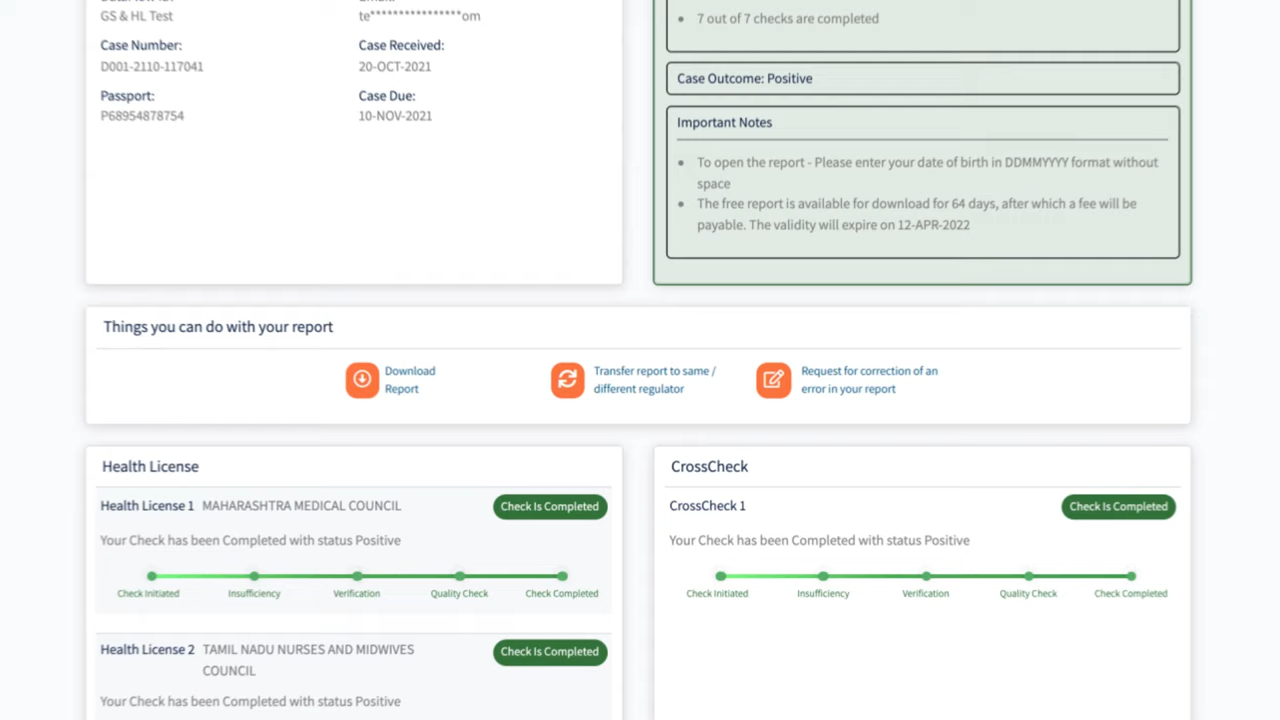 GS & HL Test
te****************om
Case Number:
Case Received:
D001-2110-117041
20-OCT-2021
Passport:
Case Due:
P68954878754
10-NOV-2021
7 out of 7 checks are completed
Case Outcome: Positive
Important Notes
To open the report - Please enter your date of birth in DDMMYYYY format without
space
The free report is available for download for 64 days, after which a fee will be
payable. The validity will expire on 12-APR-2022
Things you can do with your report
Download
Report
Transfer report to same /
different regulator
Request for correction of an
error in your report
Health License
Health License 1 MAHARASHTRA MEDICAL COUNCIL
Check Is Completed
Your Check has been Completed with status Positive
Check Initiated Insufficiency Verification Quality Check Check Completed
Health License 2 TAMIL NADU NURSES AND MIDWIVES
COUNCIL
Check Is Completed
Your Check has been Completed with status Positive
CrossCheck
CrossCheck 1
Check Is Completed
Your Check has been Completed with status Positive
Check Initiated Insufficiency Verification Quality Check Check Completed